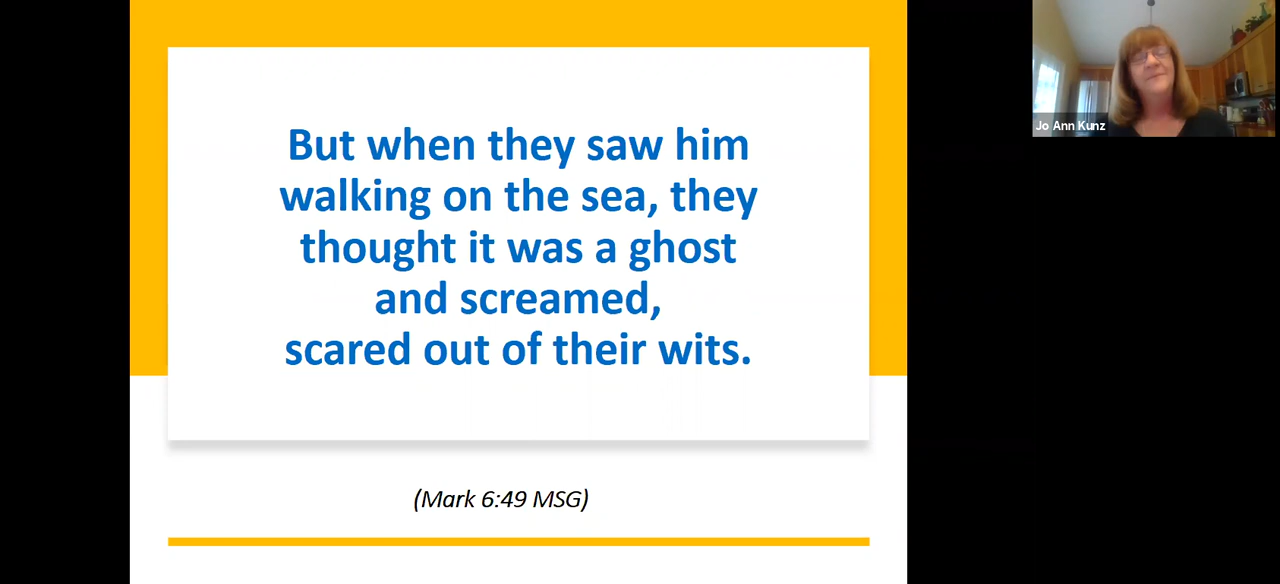 But when they saw him
walking on the sea, they
thought it was a ghost
and screamed,
scared out of their wits.
(Mark 6:49 MSG)
Jo Ann Kunz